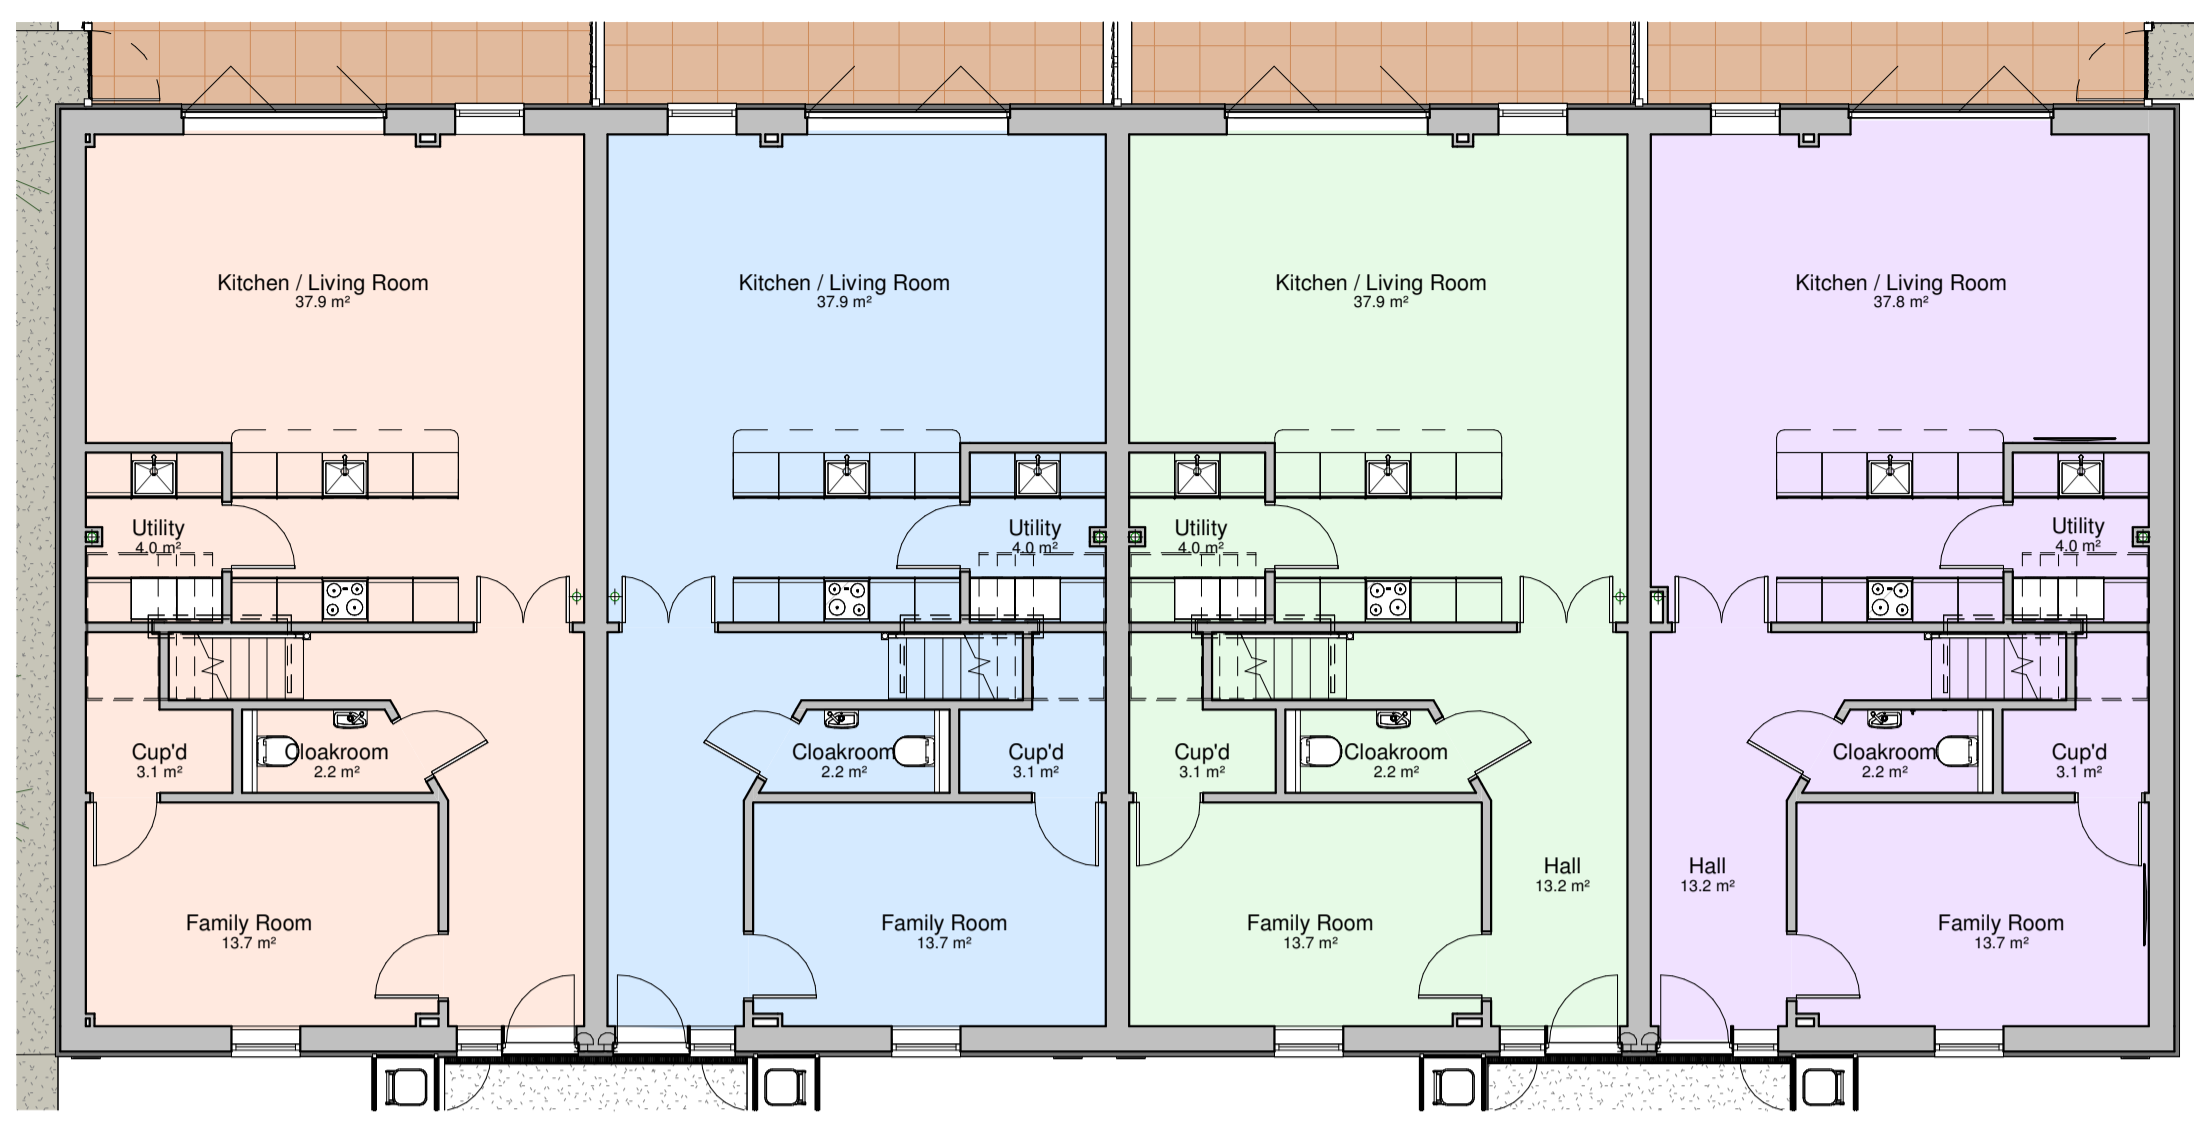 Kitchen / Living Room
37.9 m²
Kitchen / Living Room
37.9 m²
Kitchen / Living Room
37.9 m²
Kitchen / Living Room
37.8 m²
Utility
4.0 m²
Utility
4.0 m²
Utility
4.0 m²
Utility
4.0 m²
Cup'd
3.1 m²
Cloakroom
2.2 m²
Cloakroom
2.2 m²
Cup'd
3.1 m²
Cup'd
3.1 m²
Cloakroom
2.2 m²
Cloakroom
2.2 m²
Cup'd
3.1 m²
Hall
13.2 m²
Hall
13.2 m²
Family Room
13.7 m²
Family Room
13.7 m²
Family Room
13.7 m²
Family Room
13.7 m²